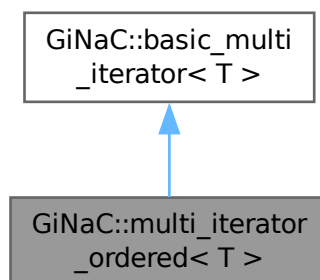 GiNaC::basic_multi
_iterator< T >
GiNaC::multi_iterator
_ordered< T >